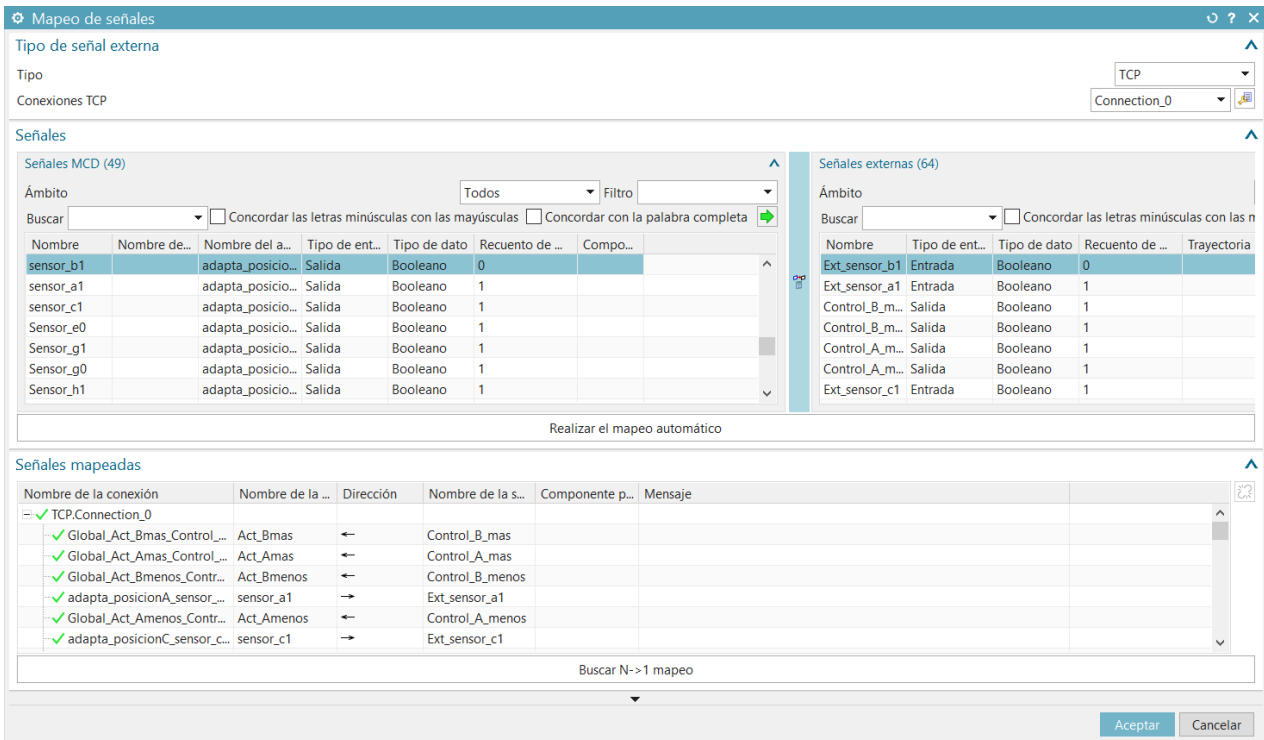 Mapeo de señales
Tipo de señal externa
Tipo TCP
Conexiones TCP Connection_0
Señales
Señales MCD (49)
Ámbito Todos Filtro
Buscar Concordar las letras minúsculas con las mayúsculas Concordar con la palabra completa
Nombre Nombre de... Nombre del a... Tipo de ent... Tipo de dato Recuento de ... Compo...
sensor_b1 adapta_posicio... Salida Booleano 0
sensor_a1 adapta_posicio... Salida Booleano 1
sensor_c1 adapta_posicio... Salida Booleano 1
Sensor_e0 adapta_posicio... Salida Booleano 1
Sensor_g1 adapta_posicio... Salida Booleano 1
Sensor_g0 adapta_posicio... Salida Booleano 1
Sensor_h1 adapta_posicio... Salida Booleano 1
Señales externas (64)
Ámbito
Buscar Concordar las letras minúsculas con las m
Nombre Tipo de ent... Tipo de dato Recuento de ... Trayectoria
Ext_sensor_b1 Entrada Booleano 0
Ext_sensor_a1 Entrada Booleano 1
Control_B_m... Salida Booleano 1
Control_B_m... Salida Booleano 1
Control_A_m... Salida Booleano 1
Control_A_m... Salida Booleano 1
Ext_sensor_c1 Entrada Booleano 1
Realizar el mapeo automático
Señales mapeadas
Nombre de la conexión Nombre de la ... Dirección Nombre de la s... Componente p... Mensaje
TCP.Connection_0
Global_Act_Bmas_Control_... Act_Bmas ← Control_B_mas
Global_Act_Amas_Control_... Act_Amas ← Control_A_mas
Global_Act_Bmenos_Contr... Act_Bmenos ← Control_B_menos
adapta_posicionA_sensor_... sensor_a1 → Ext_sensor_a1
Global_Act_Amenos_Contr... Act_Amenos ← Control_A_menos
adapta_posicionC_sensor_c... sensor_c1 → Ext_sensor_c1
Buscar N->1 mapeo
Aceptar Cancelar